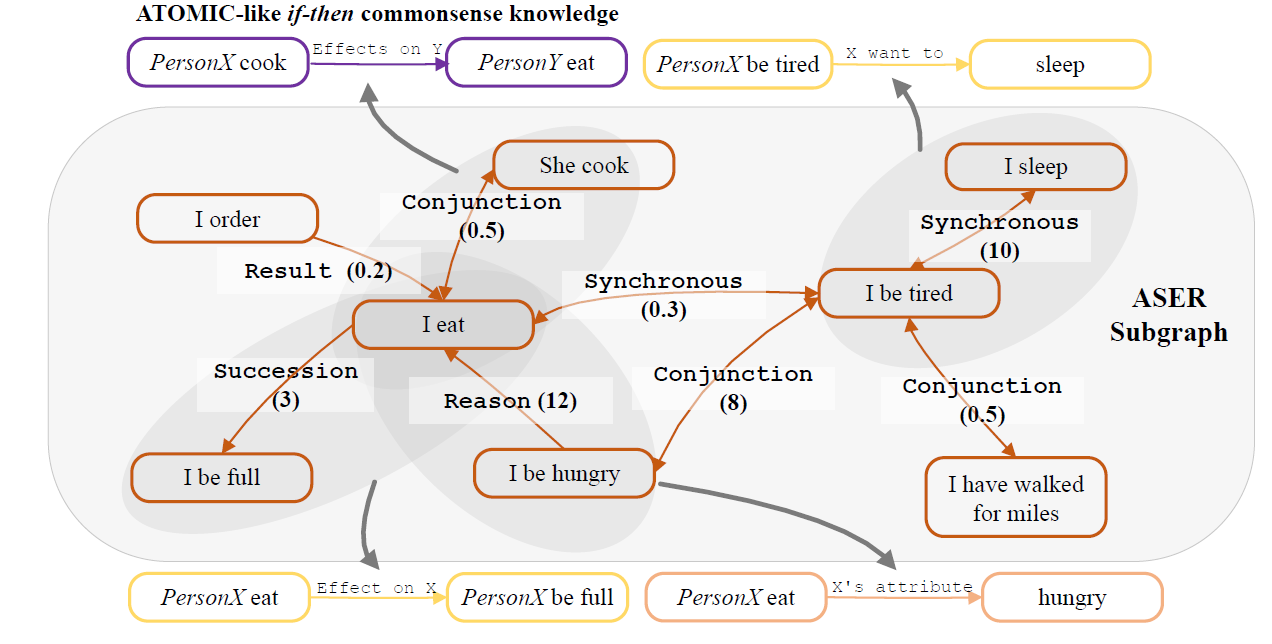 ATOMIC-like if-then commonsense knowledge
PersonX cook
Effects on Y
PersonY eat
PersonX be tired
X want to
sleep
She cook
I sleep
I order
Conjunction
(0.5)
Synchronous
(10)
Result (0.2)
Synchronous
(0.3)
I be tired
ASER
Subgraph
I eat
Succession
(3)
Reason (12)
Conjunction
(8)
Conjunction
(0.5)
I be full
I be hungry
I have walked
for miles
PersonX eat
Effect on X
PersonX be full
PersonX eat
X's attribute
hungry